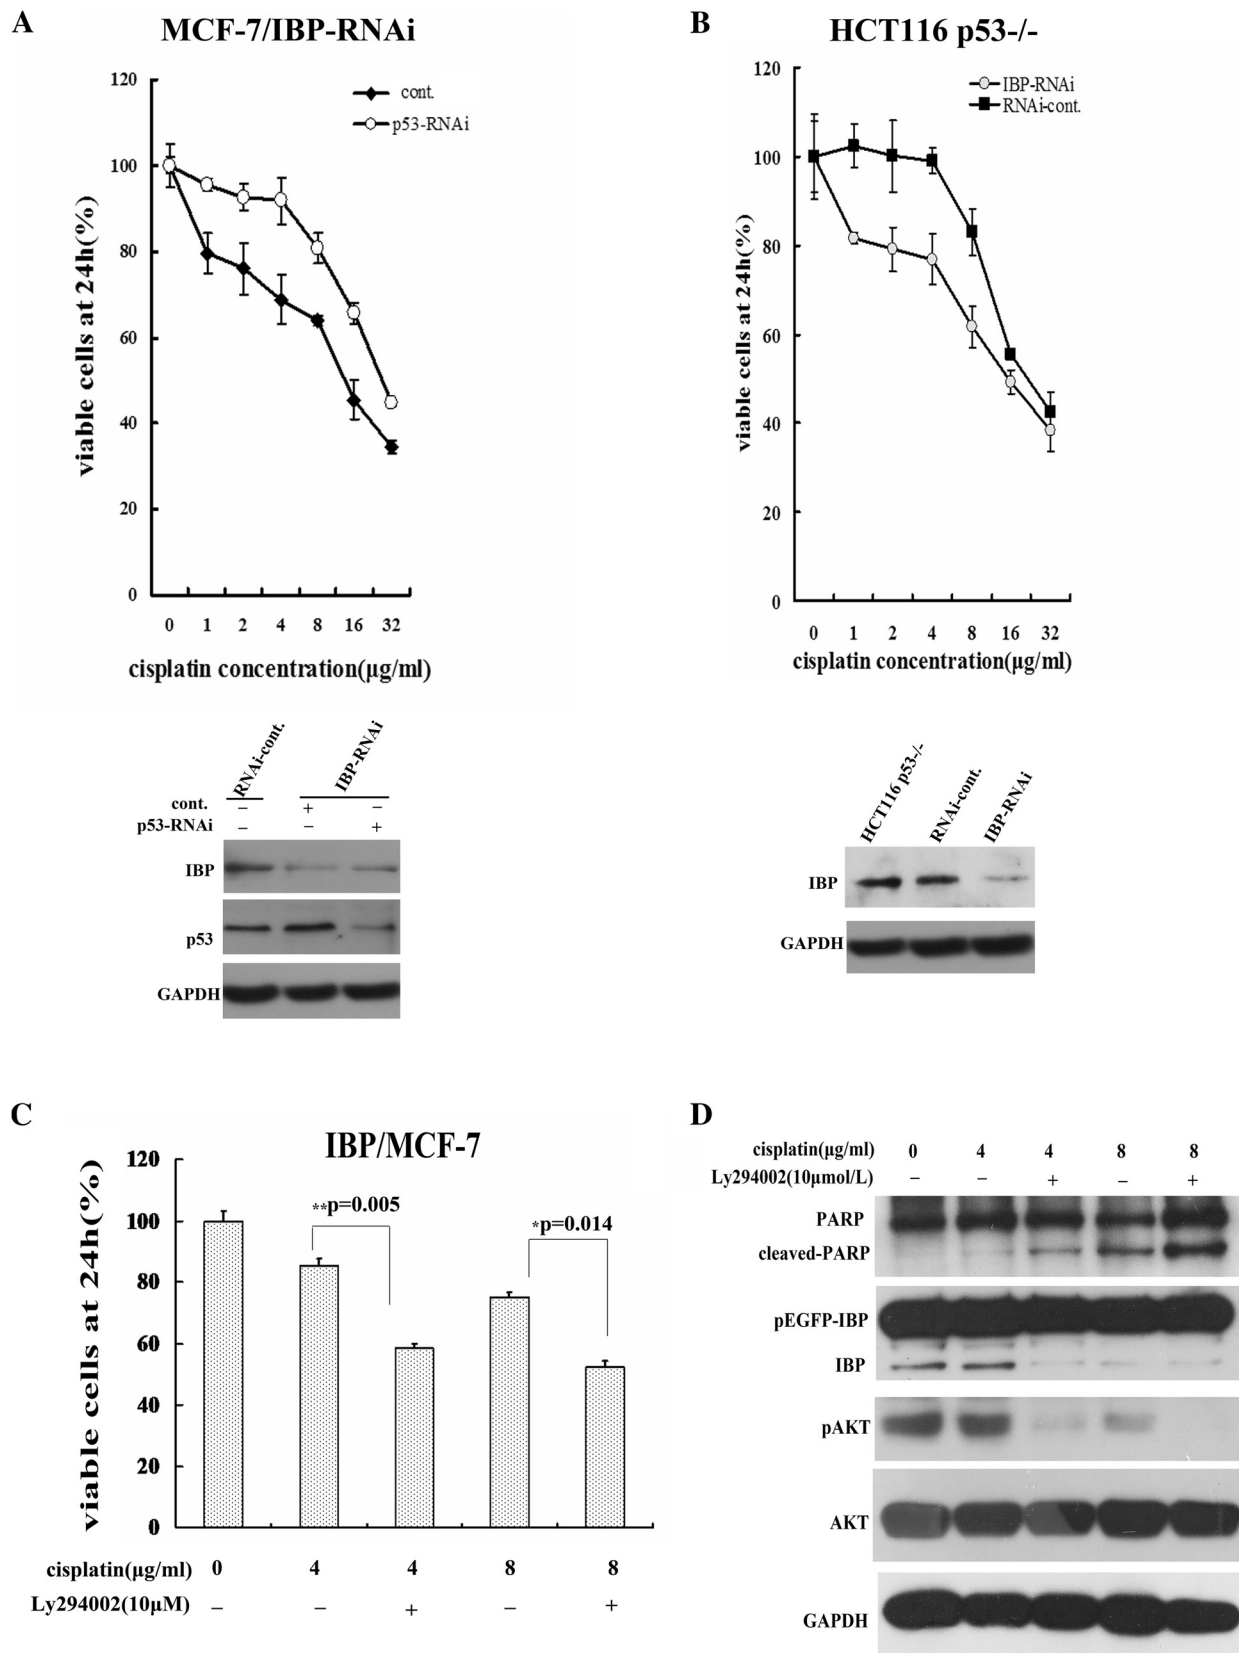 A
MCF-7/IBP-RNAi
120
100
80
60
40
20
0
viable cells at 24h(%)
cont.
p53-RNAi
0 1 2 4 8 16 32
cisplatin concentration(µg/ml)
RNAi-cont.
IBP-RNAi
cont. – + –
p53-RNAi – – +
IBP
p53
GAPDH
B
HCT116 p53-/-
120
100
80
60
40
20
0
viable cells at 24h(%)
IBP-RNAi
RNAi-cont.
0 1 2 4 8 16 32
cisplatin concentration(µg/ml)
HCT116 p53-/-
RNAi-cont.
IBP-RNAi
IBP
GAPDH
C
IBP/MCF-7
120
100
80
60
40
20
0
viable cells at 24h(%)
**p=0.005
*p=0.014
cisplatin(µg/ml) 0 4 4 8 8
Ly294002(10µM) – – + – +
D
cisplatin(µg/ml) 0 4 4 8 8
Ly294002(10µmol/L) – – + – +
PARP
cleaved-PARP
pEGFP-IBP
IBP
pAKT
AKT
GAPDH